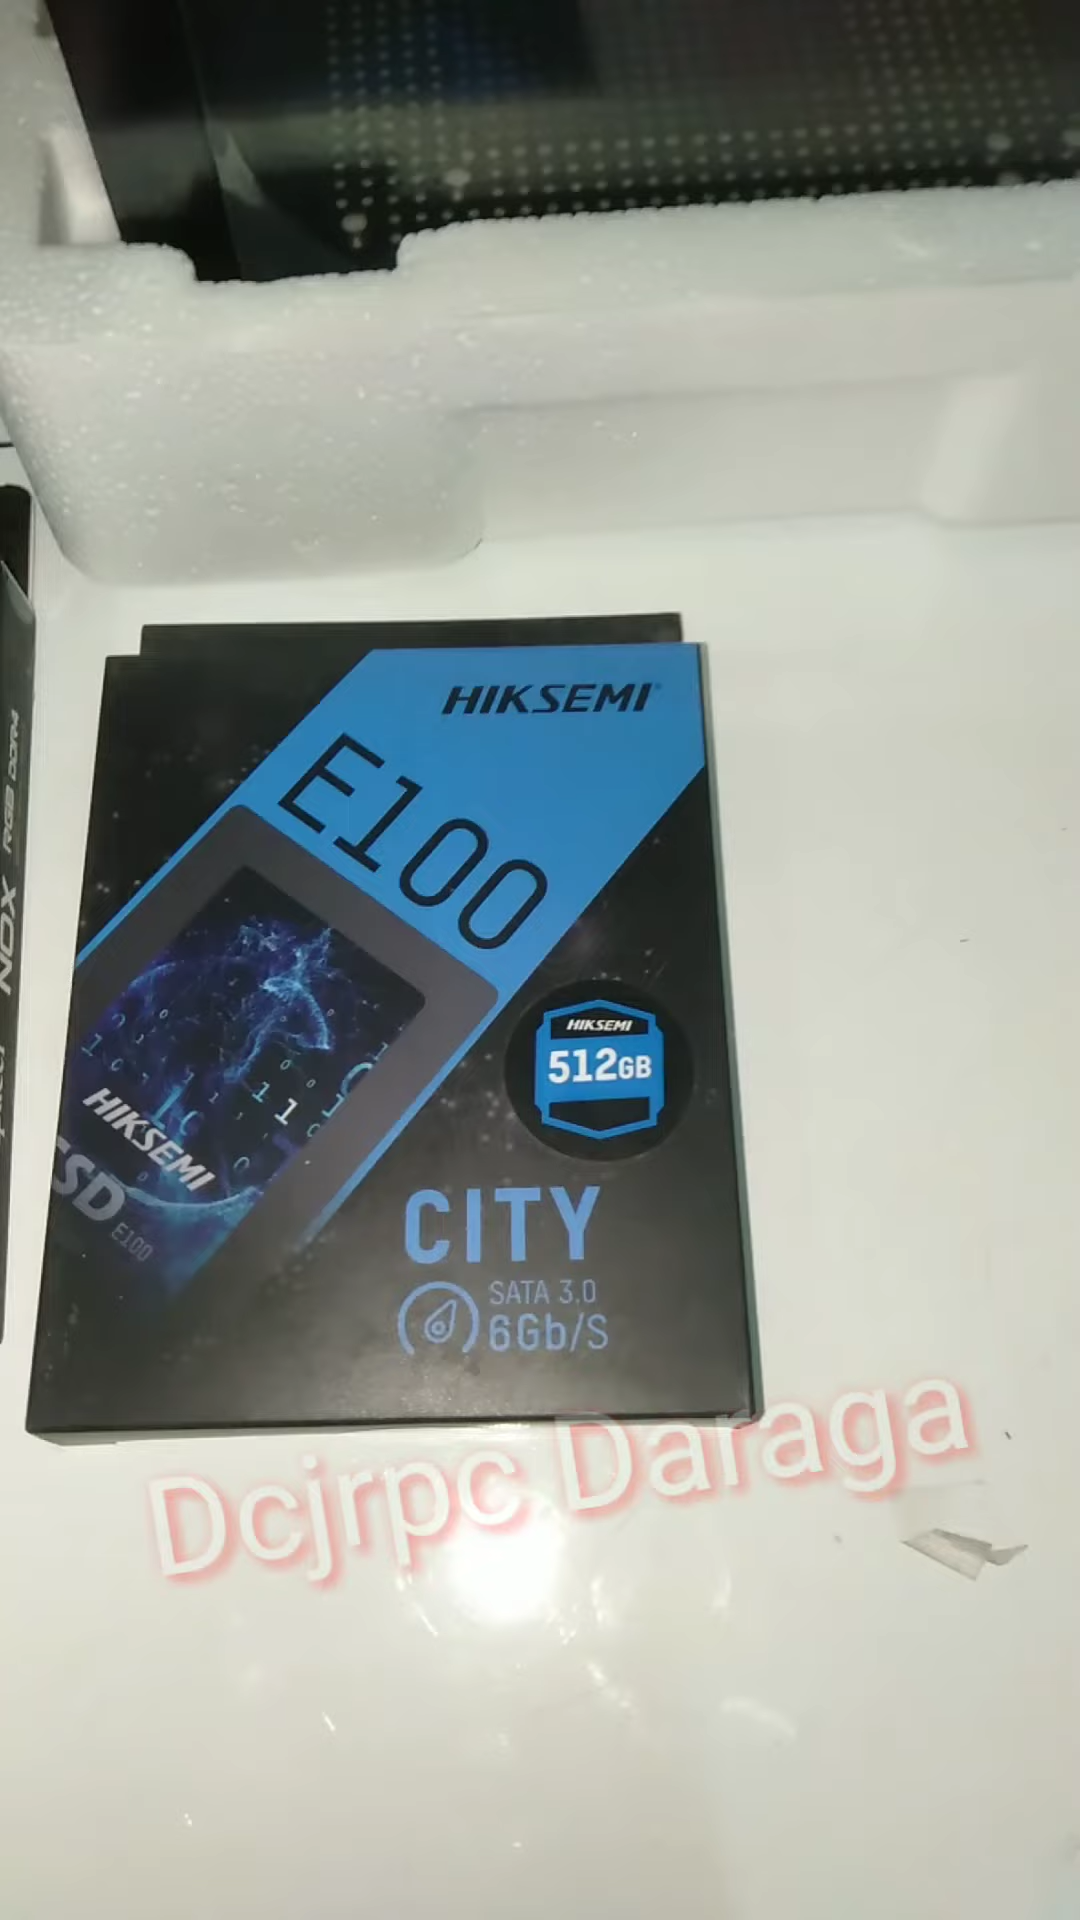 HIKSEMI
E100
HIKSEMI
512GB
HIKSEMI
SSD
E100
CITY
SATA 3.0
6Gb/S
NOX RGB DDR4
Dcjrpc Daraga